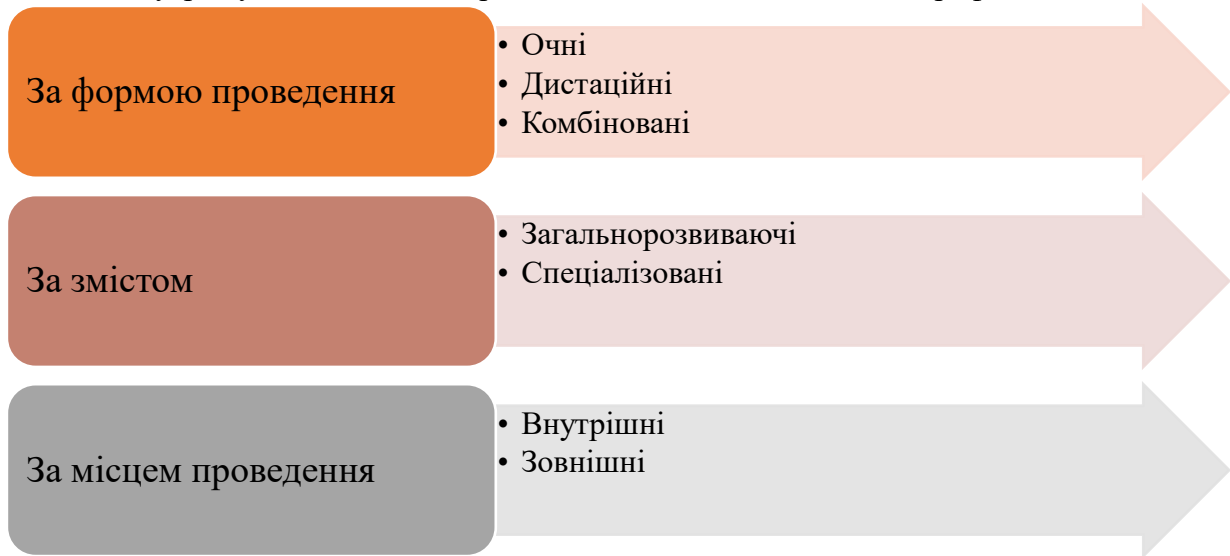 За формою проведення
• Очні
• Дистаційні
• Комбіновані
За змістом
• Загальнорозвиваючі
• Спеціалізовані
За місцем проведення
• Внутрішні
• Зовнішні